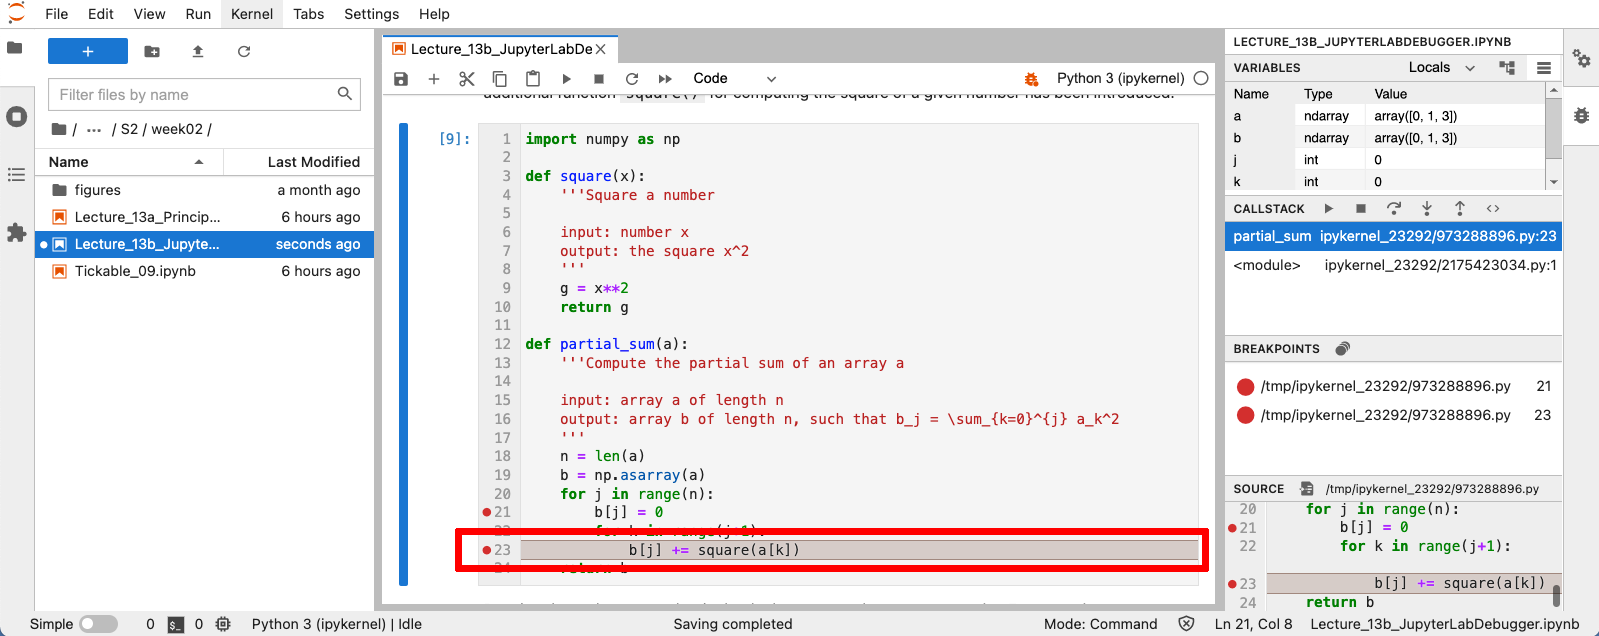 File Edit View Run Kernel Tabs Settings Help
+
Filter files by name
/ ··· / S2 / week02 /
Name Last Modified
figures a month ago
Lecture_13a_Princip... 6 hours ago
Lecture_13b_Jupyte... seconds ago
Tickable_09.ipynb 6 hours ago
Lecture_13b_JupyterLabDe
Code
Python 3 (ipykernel)
additional function square() for computing the square of a given number has been introduced.
[9]:
1 import numpy as np
2
3 def square(x):
4 '''Square a number
5
6 input: number x
7 output: the square x^2
8 '''
9 g = x**2
10 return g
11
12 def partial_sum(a):
13 '''Compute the partial sum of an array a
14
15 input: array a of length n
16 output: array b of length n, such that b_j = \sum_{k=0}^{j} a_k^2
17 '''
18 n = len(a)
19 b = np.asarray(a)
20 for j in range(n):
21 b[j] = 0
22 for k in range(j+1):
23 b[j] += square(a[k])
24 return b
LECTURE_13B_JUPYTERLABDEBUGGER.IPYNB
VARIABLES Locals
Name Type Value
a ndarray array([0, 1, 3])
b ndarray array([0, 1, 3])
j int 0
k int 0
CALLSTACK
partial_sum ipykernel_23292/973288896.py:23
<module> ipykernel_23292/2175423034.py:1
BREAKPOINTS
/tmp/ipykernel_23292/973288896.py 21
/tmp/ipykernel_23292/973288896.py 23
SOURCE /tmp/ipykernel_23292/973288896.py
20 for j in range(n):
21 b[j] = 0
22 for k in range(j+1):
23 b[j] += square(a[k])
24 return b
Simple 0 $_ 0 Python 3 (ipykernel) | Idle Saving completed Mode: Command Ln 21, Col 8 Lecture_13b_JupyterLabDebugger.ipynb